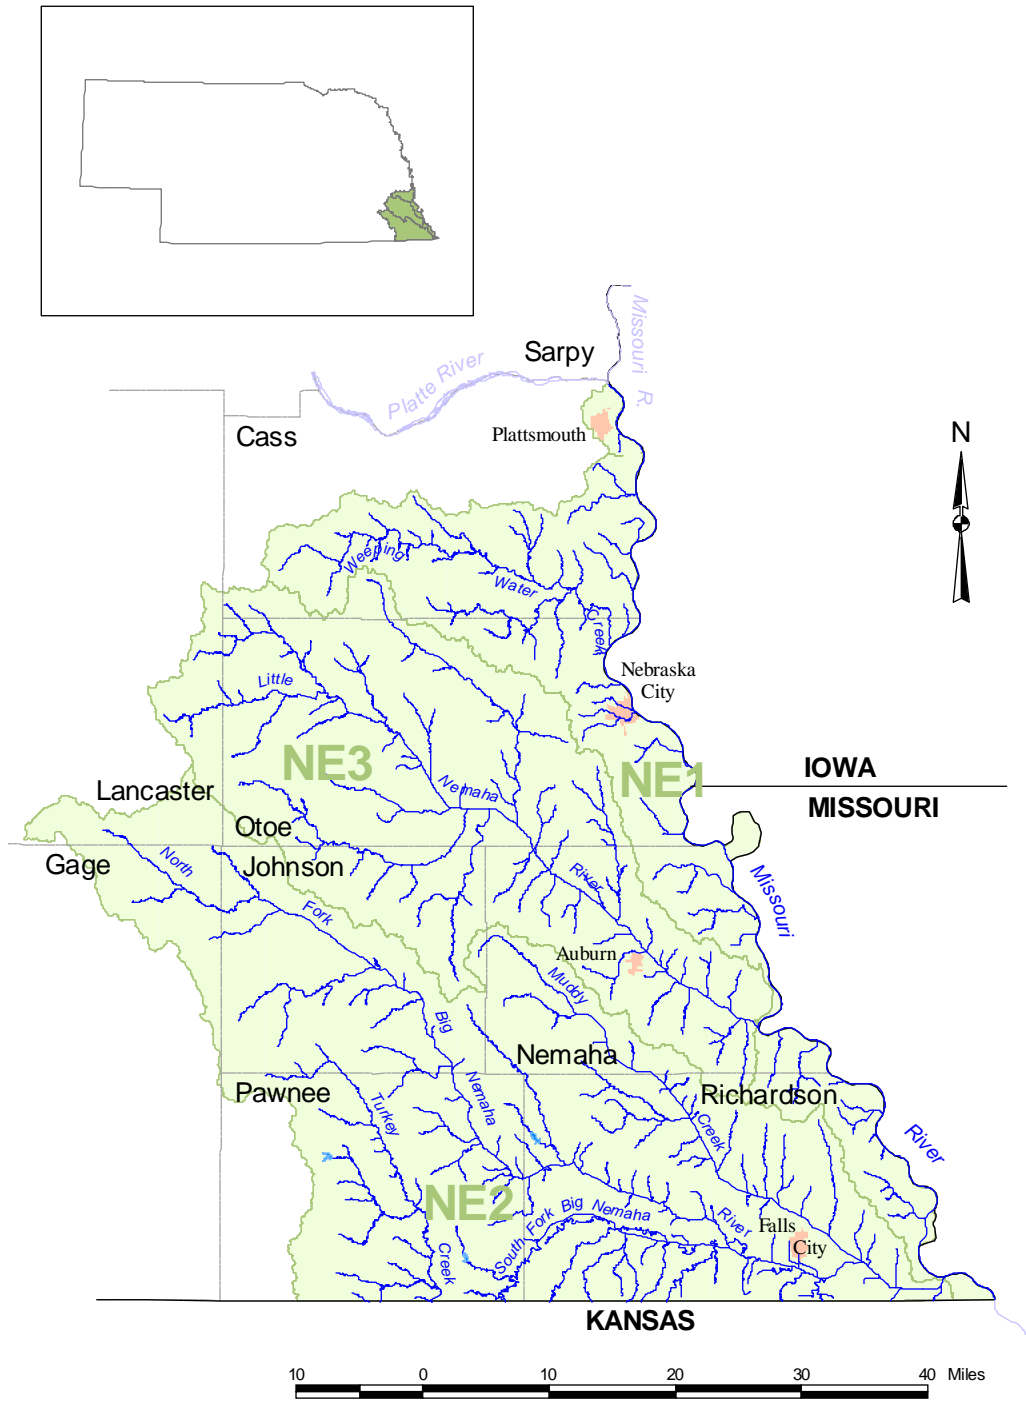 Missouri R.
Sarpy
Platte River
Cass
Plattsmouth
N
Weeping
Water
Creek
Nebraska
City
Little
NE3
NE1
IOWA
Nemaha
Lancaster
MISSOURI
Otoe
Gage
North
Johnson
River
Missouri
Fork
Auburn
Muddy
Big
Nemaha
Nemaha
Pawnee
Turkey
Richardson
Creek
River
NE2
South Fork Big Nemaha
River
Falls
City
Creek
KANSAS
10 0 10 20 30 40 Miles